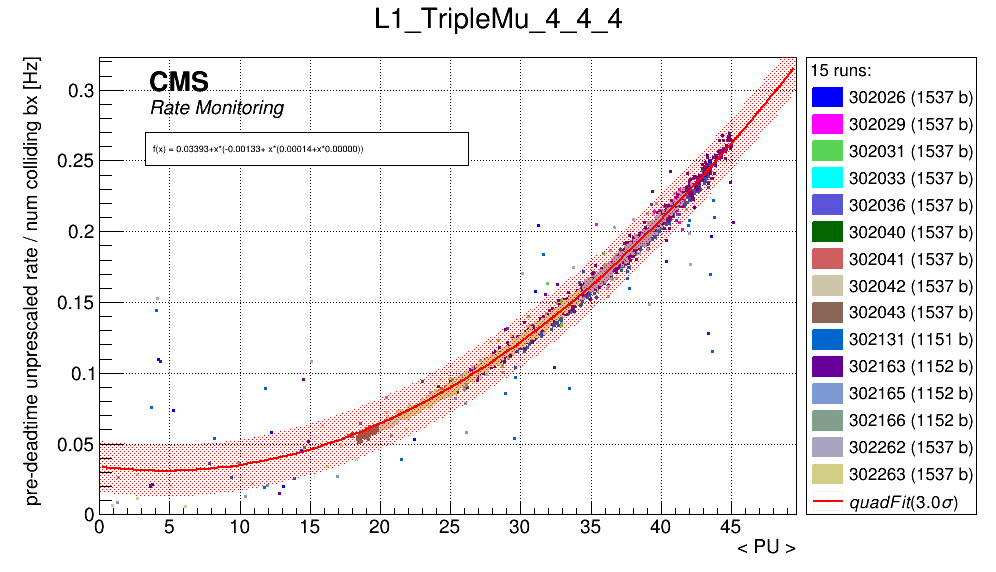 L1_TripleMu_4_4_4
pre-deadtime unprescaled rate / num colliding bx [Hz]
CMS
Rate Monitoring
f(x) = 0.03393+x*(-0.00133+ x*(0.00014+x*0.00000))
0.3
0.25
0.2
0.15
0.1
0.05
0
0 5 10 15 20 25 30 35 40 45
< PU >
15 runs:
302026 (1537 b)
302029 (1537 b)
302031 (1537 b)
302033 (1537 b)
302036 (1537 b)
302040 (1537 b)
302041 (1537 b)
302042 (1537 b)
302043 (1537 b)
302131 (1151 b)
302163 (1152 b)
302165 (1152 b)
302166 (1152 b)
302262 (1537 b)
302263 (1537 b)
quadFit(3.0σ)